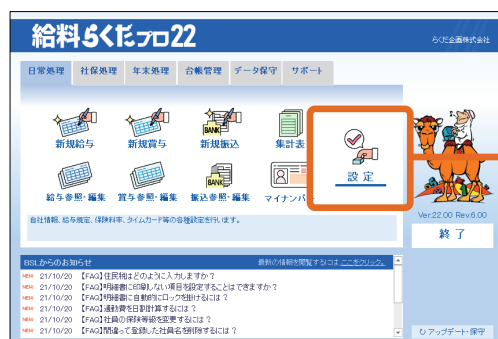 給料らくだプロ22
らくだ企画株式会社
日常処理 社保処理 年末処理 台帳管理 データ保守 サポート
新規給与 新規賞与 BANK 新規振込 集計表 設定
給与参照・編集 賞与参照・編集 BANK 振込参照・編集 マイナンバ
自社情報、給与規定、保険料率、タイムカード等の各種設定を行います。
Ver.22.00 Rev.6.00
終了
BSLからのお知らせ 最新の情報を閲覧するには ここをクリック。
NEW 21/10/20 【FAQ】住民税はどのように入力しますか?
NEW 21/10/20 【FAQ】明細書に印刷しない項目を設定することはできますか?
NEW 21/10/20 【FAQ】明細書に自動的にロックを掛けるには?
NEW 21/10/20 【FAQ】通勤費を日割計算するには?
NEW 21/10/20 【FAQ】社員の保険等級を変更するには?
NEW 21/10/20 【FAQ】間違って登録した社員名を削除するには?
アップデート・保守